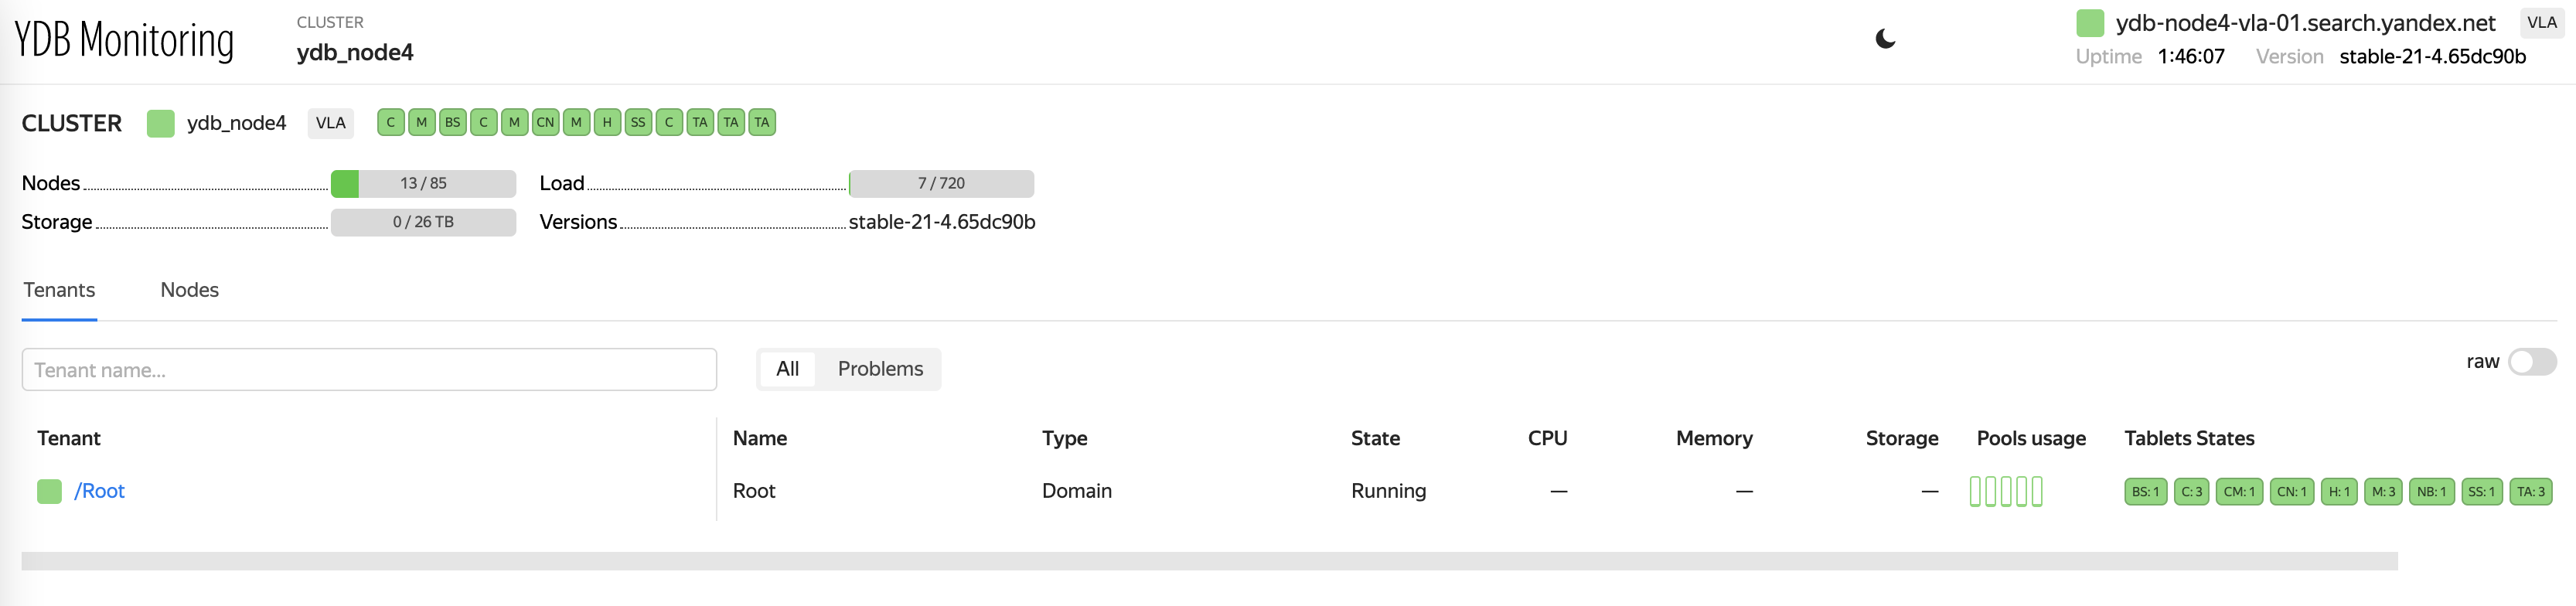 YDB Monitoring
CLUSTER
ydb_node4
ydb-node4-vla-01.search.yandex.net VLA
Uptime 1:46:07 Version stable-21-4.65dc90b
CLUSTER ydb_node4 VLA C M BS C M CN M H SS C TA TA TA
Nodes 13 / 85 Load 7 / 720
Storage 0 / 26 TB Versions stable-21-4.65dc90b
Tenants Nodes
Tenant name... All Problems raw
Tenant Name Type State CPU Memory Storage Pools usage Tablets States
/Root Root Domain Running — — — BS: 1 C: 3 CM: 1 CN: 1 H: 1 M: 3 NB: 1 SS: 1 TA: 3